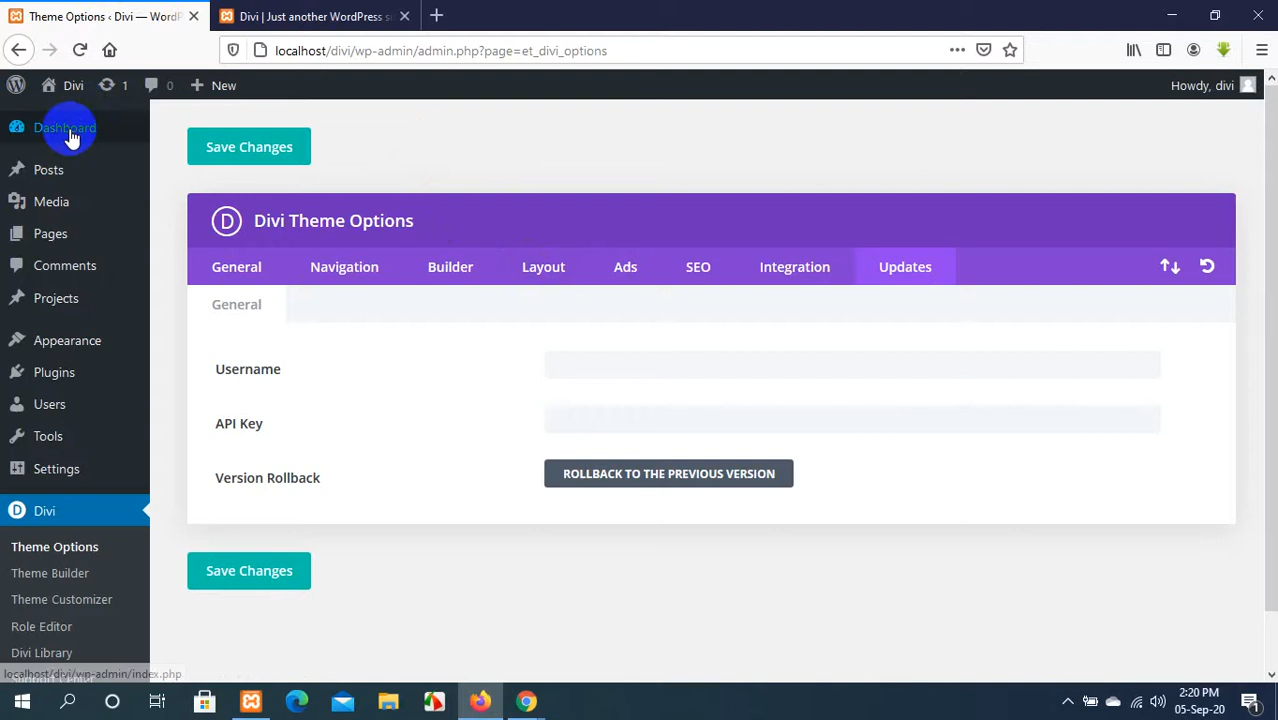 Theme Options ‹ Divi — WordP
Divi | Just another WordPress s
localhost/divi/wp-admin/admin.php?page=et_divi_options
Divi
1
0
New
Howdy, divi
Dashboard
Posts
Media
Pages
Comments
Projects
Appearance
Plugins
Users
Tools
Settings
Divi
Theme Options
Theme Builder
Theme Customizer
Role Editor
Divi Library
localhost/divi/wp-admin/index.php
Save Changes
Divi Theme Options
General
Navigation
Builder
Layout
Ads
SEO
Integration
Updates
General
Username
API Key
Version Rollback
ROLLBACK TO THE PREVIOUS VERSION
Save Changes
2:20 PM
05-Sep-20
1